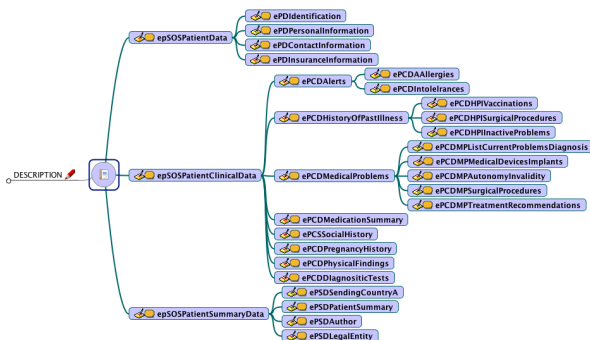 ePDIdentification
ePDPersonalInformation
epSOSPatientData
ePDContactInformation
ePDInsuranceInformation
ePCDAlerts
ePCDAAllergies
ePCDIntolelrances
ePCDHistoryOfPastIllness
ePCDHPIVaccinations
ePCDHPISurgicalProcedures
ePCDHPIInactiveProblems
DESCRIPTION
epSOSPatientClinicalData
ePCDMedicalProblems
ePCDMPListCurrentProblemsDiagnosis
ePCDMPMedicalDevicesImplants
ePCDMPAutonomyInvalidity
ePCDMPSurgicalProcedures
ePCDMPTreatmentRecommendations
ePCDMedicationSummary
ePCSSocialHistory
ePCDPregnancyHistory
ePCDPhysicalFindings
ePCDDIagnositicTests
epSOSPatientSummaryData
ePSDSendingCountryA
ePSDPatientSummary
ePSDAuthor
ePSDLegalEntity